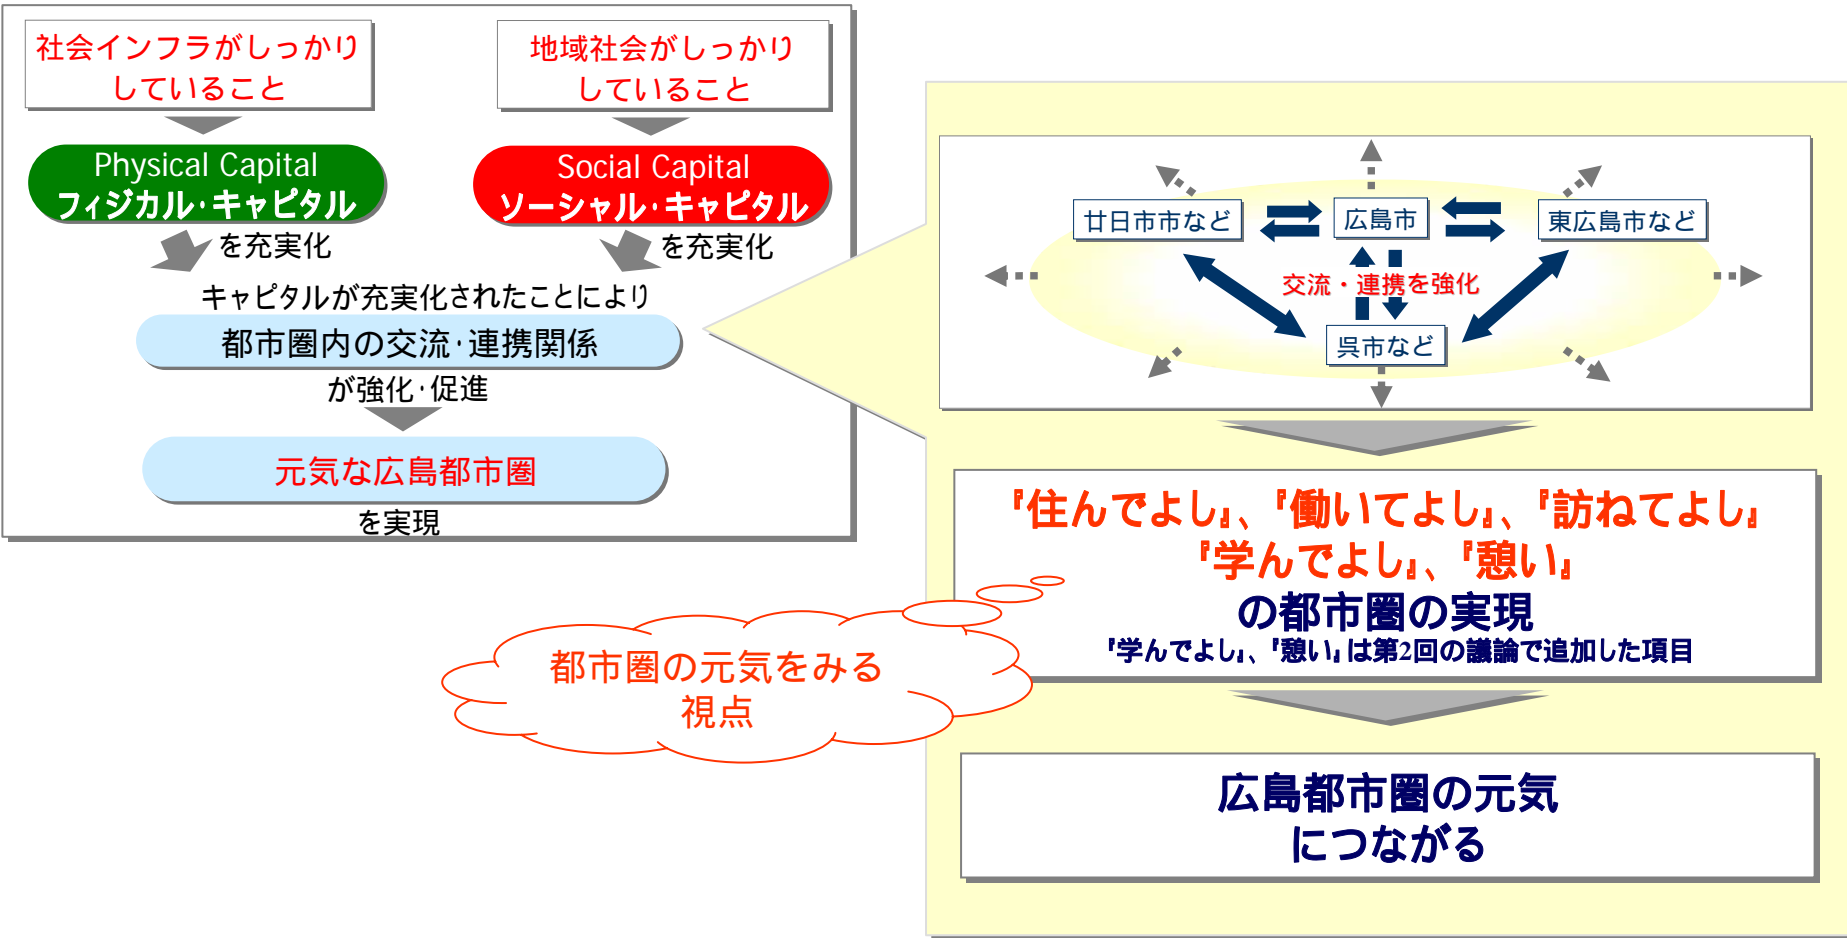 社会インフラがしっかり
していること
地域社会がしっかり
していること
Physical Capital
フィジカル・キャピタル
Social Capital
ソーシャル・キャピタル
を充実化
を充実化
キャピタルが充実化されたことにより
都市圏内の交流・連携関係
が強化・促進
元気な広島都市圏
を実現
廿日市市など
広島市
東広島市など
交流・連携を強化
呉市など
『住んでよし』、『働いてよし』、『訪ねてよし』
『学んでよし』、『憩い』
の都市圏の実現
『学んでよし』、『憩い』は第2回の議論で追加した項目
都市圏の元気をみる
視点
広島都市圏の元気
につながる